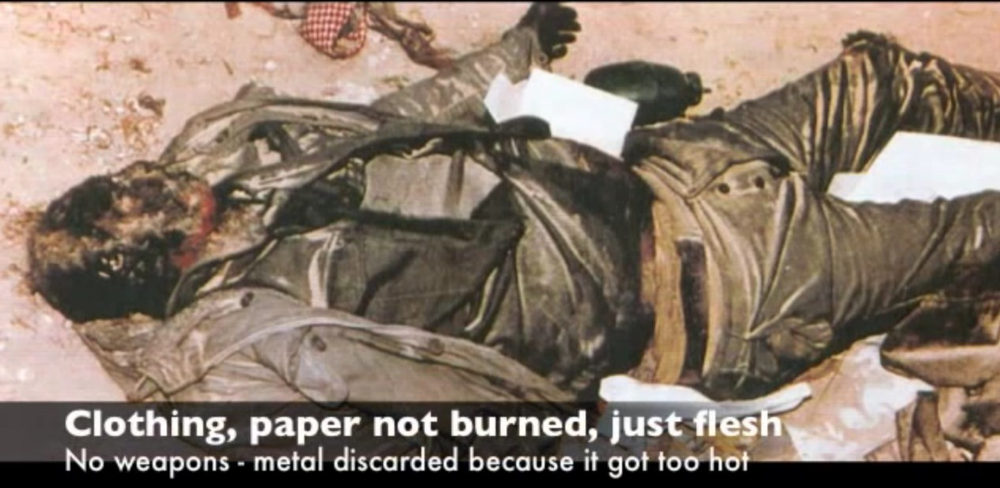 Clothing, paper not burned, just flesh
No weapons - metal discarded because it got too hot